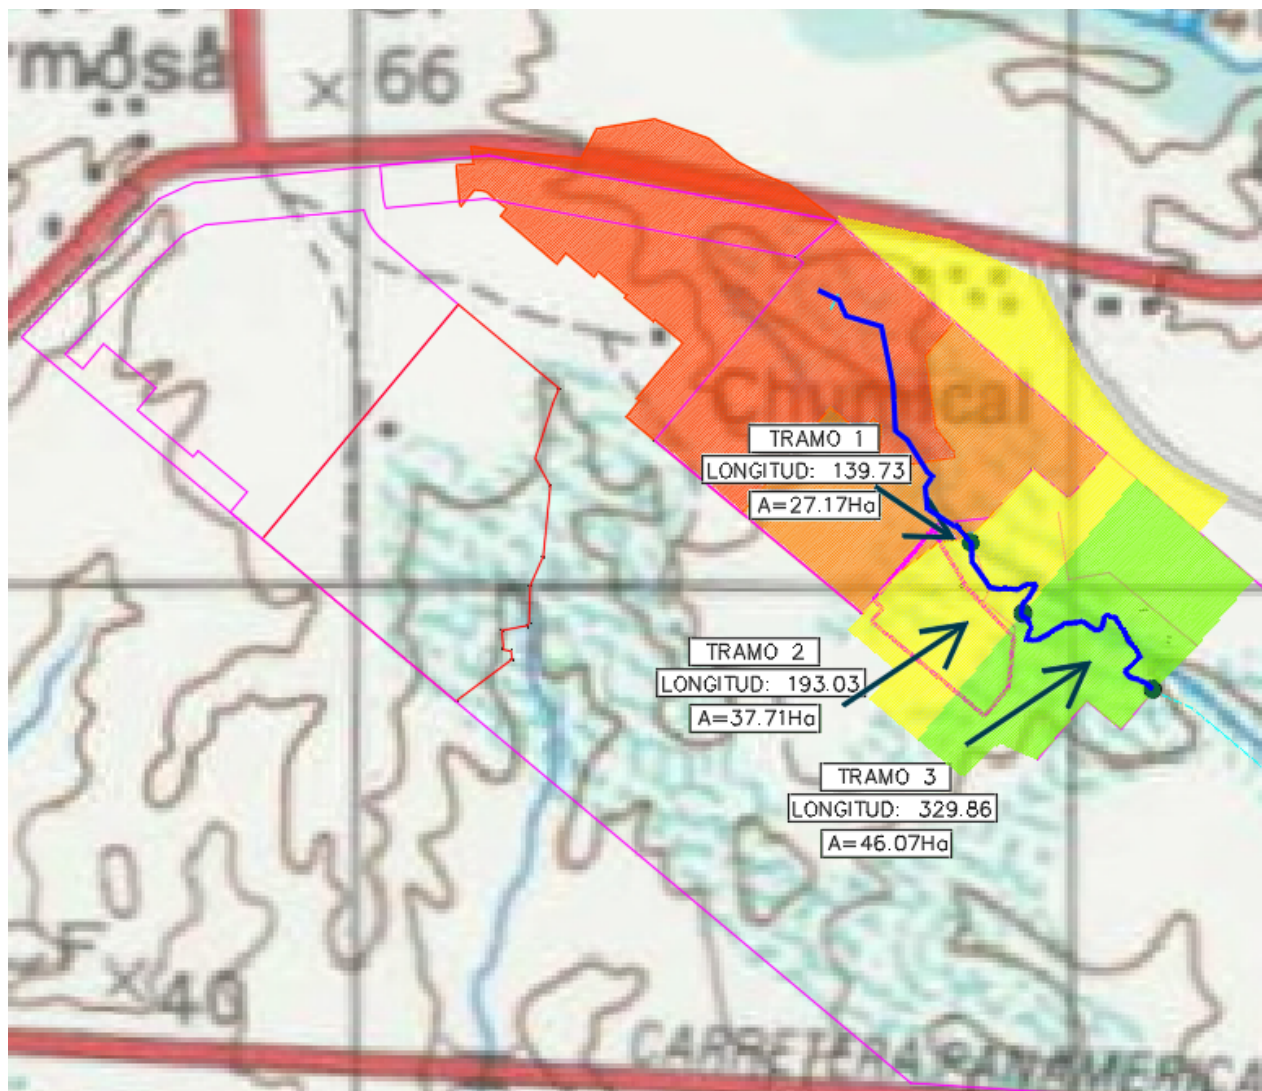 rmosa
66
Chumical
TRAMO 1
LONGITUD: 139.73
A=27.17Ha
TRAMO 2
LONGITUD: 193.03
A=37.71Ha
TRAMO 3
LONGITUD: 329.86
A=46.07Ha
40
CARRETERA PANAMERICA